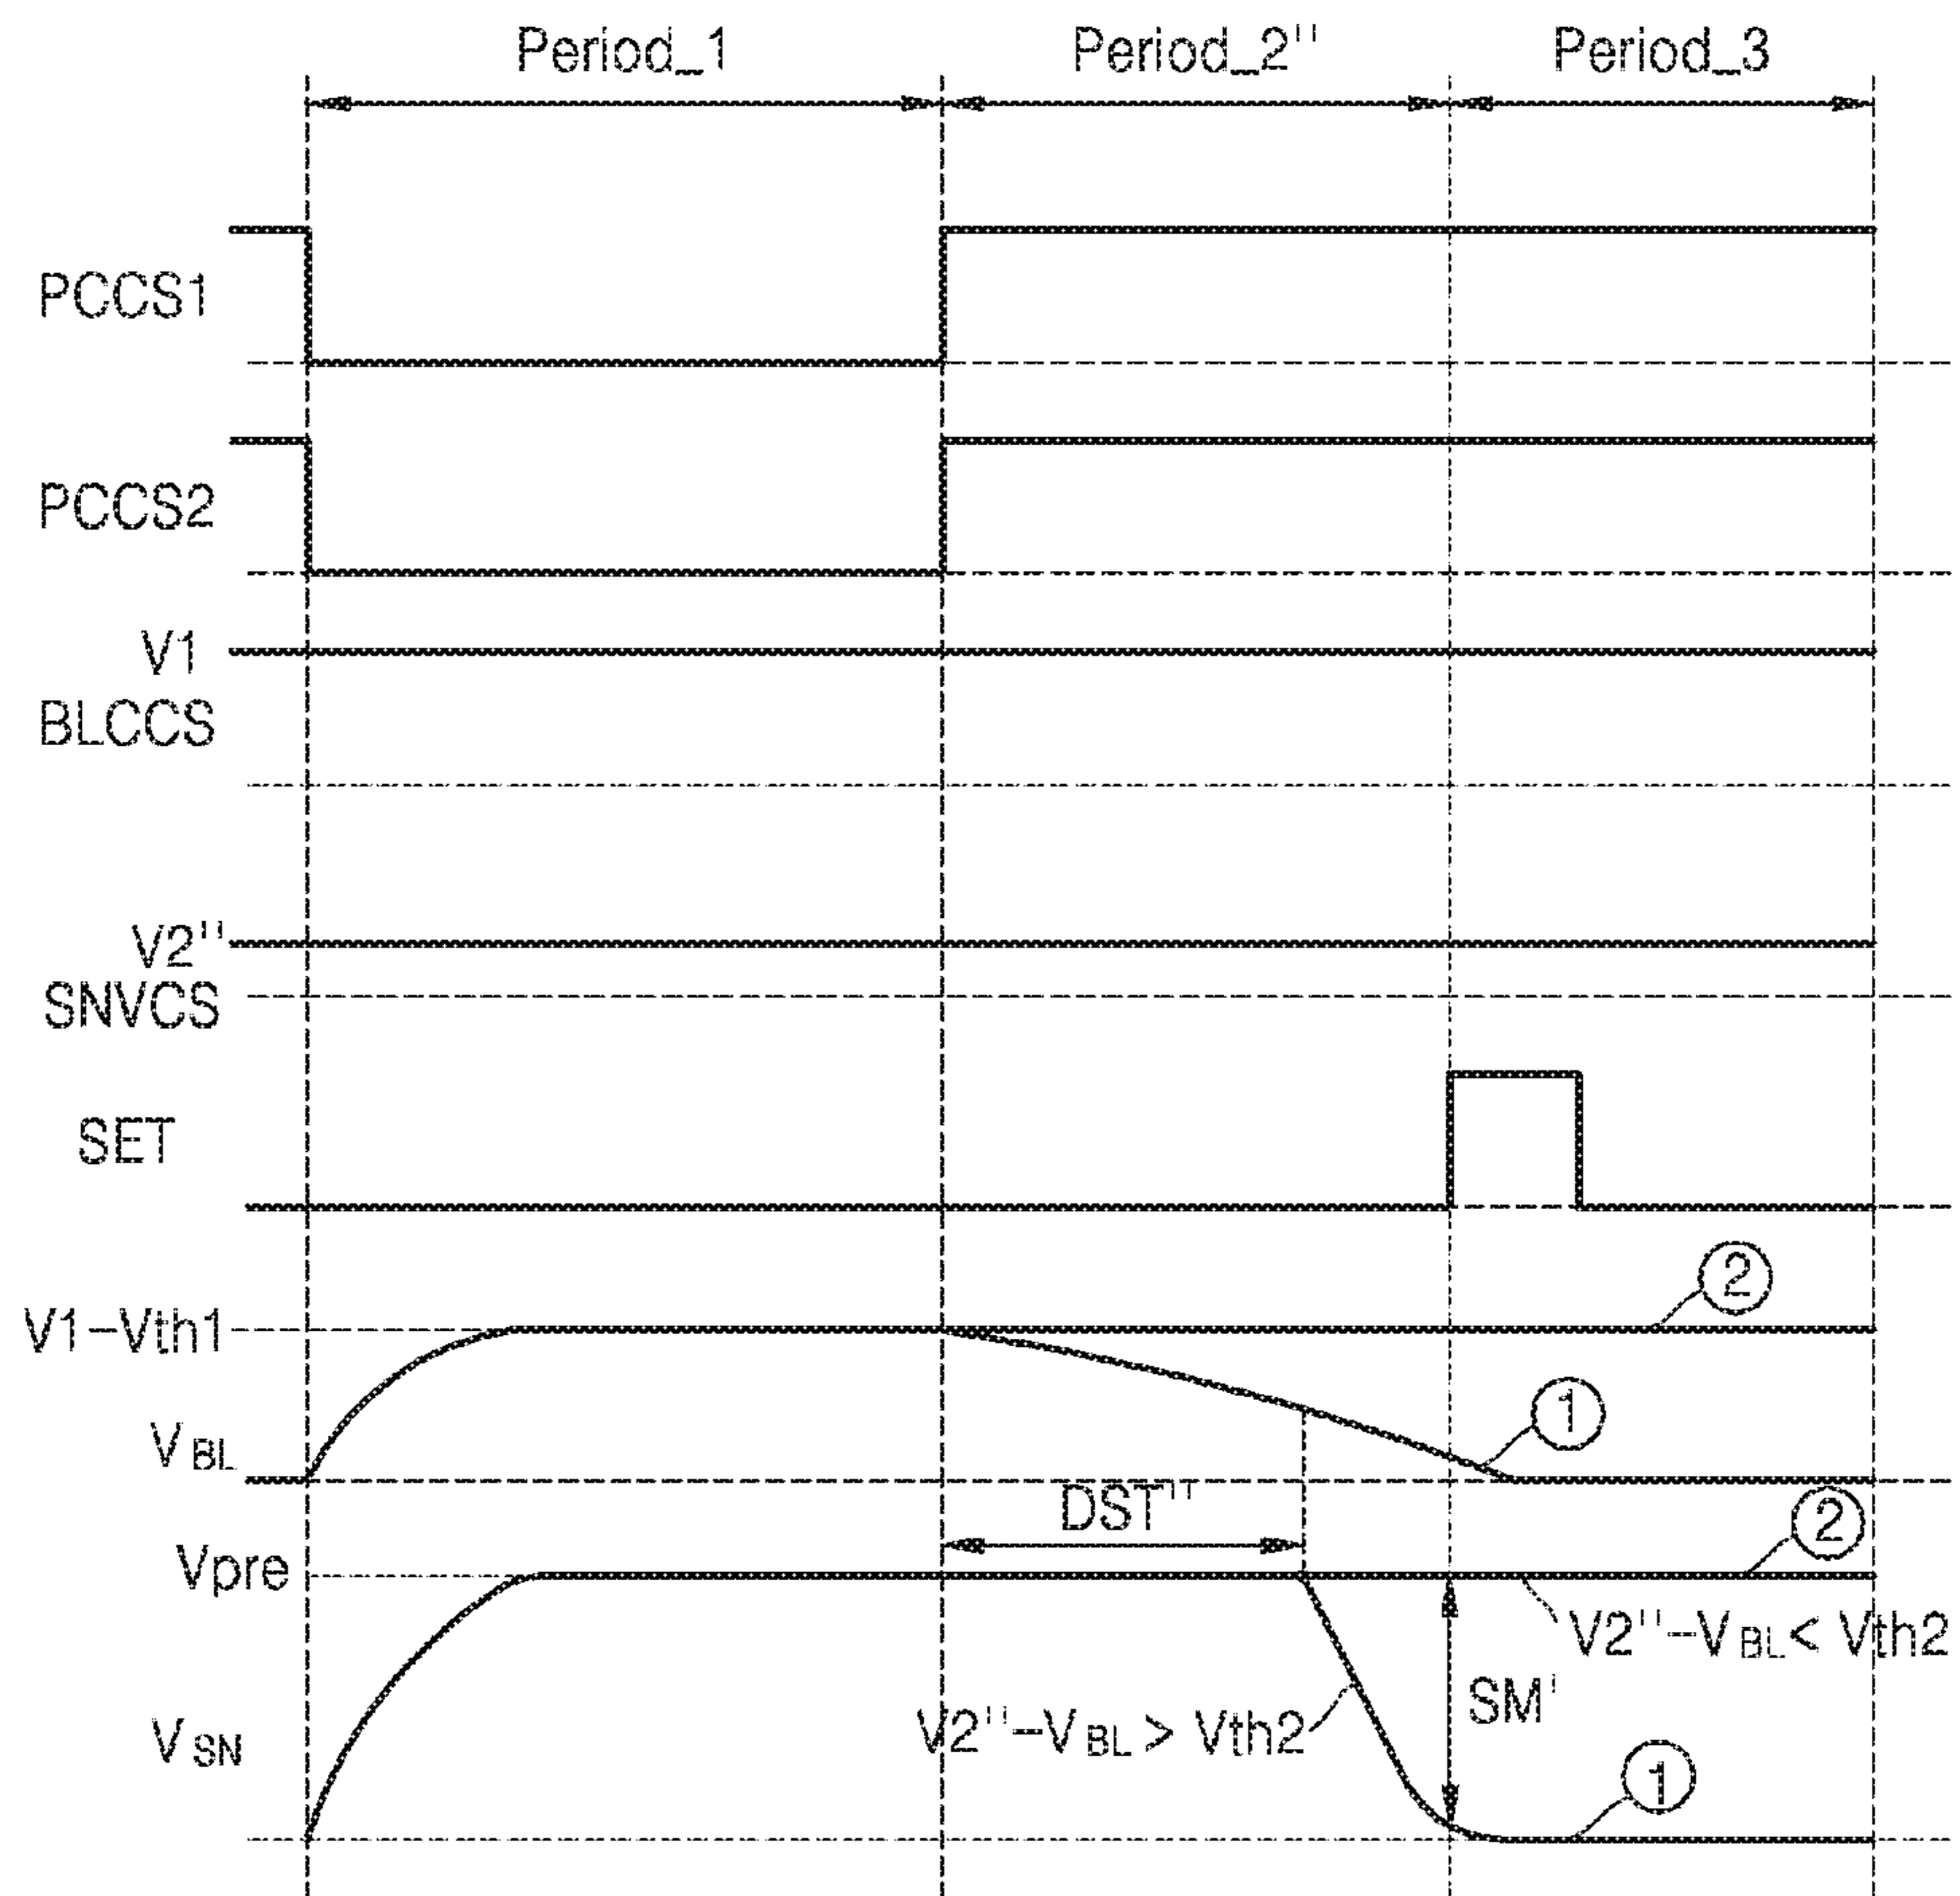 Period_1 Period_2'' Period_3
PCCS1
PCCS2
V1
BLCCS
V2''
SNVCS
SET
②
V1-Vth1
①
VBL
DST''
②
Vpre
V2''-VBL< Vth2
SM'
V2''-VBL> Vth2
VSN
①